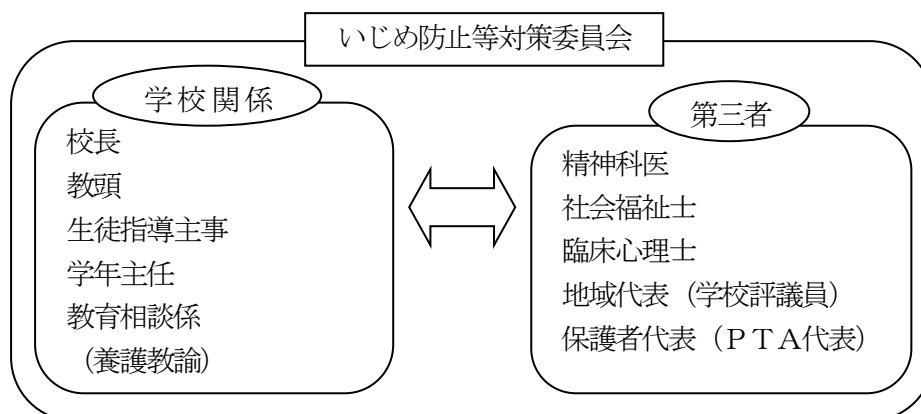 いじめ防止等対策委員会
学校関係
校長
教頭
生徒指導主事
学年主任
教育相談係
（養護教諭）
第三者
精神科医
社会福祉士
臨床心理士
地域代表（学校評議員）
保護者代表（ＰＴＡ代表）